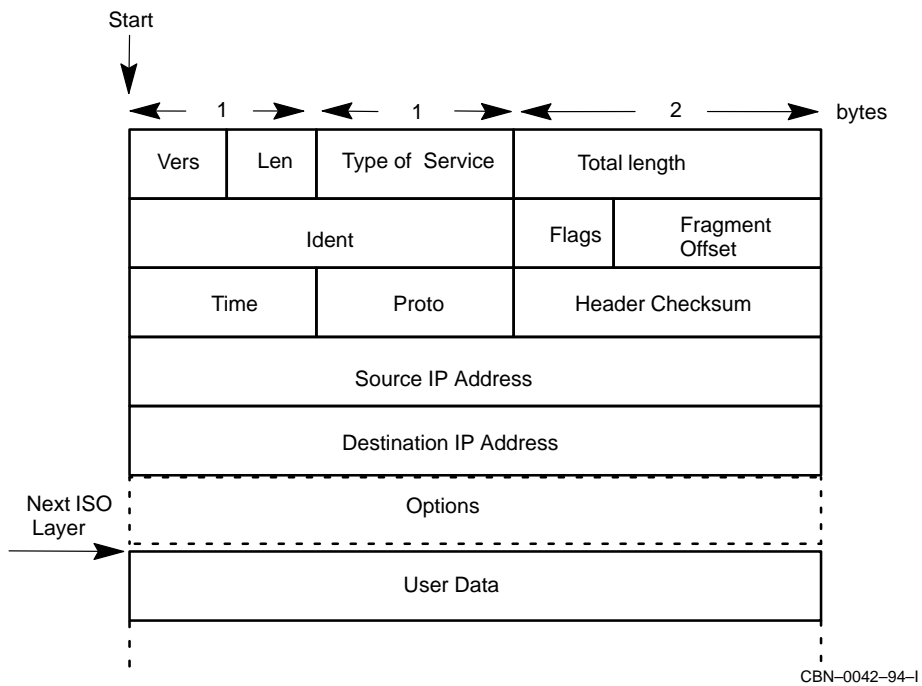 Start
1 1 2 bytes
Vers Len Type of Service Total length
Ident Flags Fragment
Offset
Time Proto Header Checksum
Source IP Address
Destination IP Address
Next ISO
Layer
Options
User Data
CBN–0042–94–I